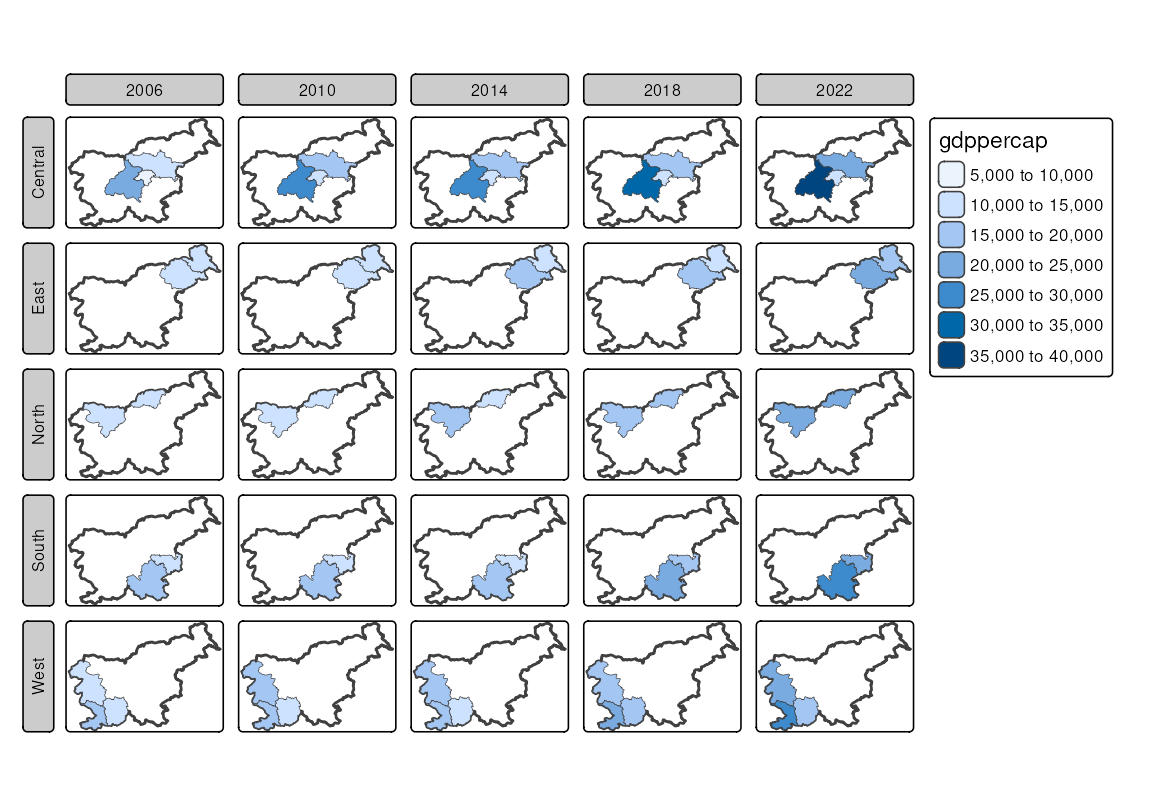 2006
2010
2014
2018
2022
Central
East
North
South
West
gdppercap
5,000 to 10,000
10,000 to 15,000
15,000 to 20,000
20,000 to 25,000
25,000 to 30,000
30,000 to 35,000
35,000 to 40,000